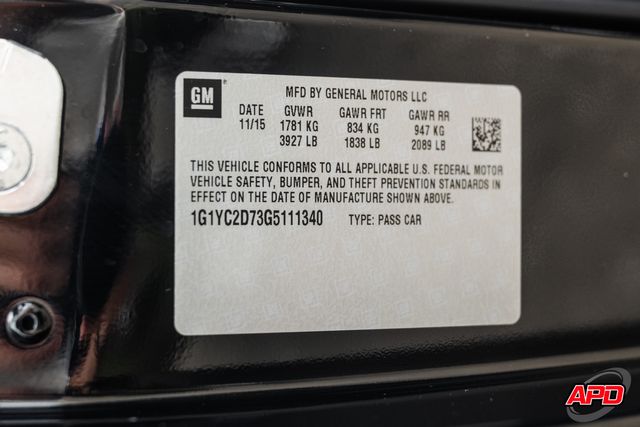 GM
MFD BY GENERAL MOTORS LLC
DATE GVWR GAWR FRT GAWR RR
11/15 1781 KG 834 KG 947 KG
3927 LB 1838 LB 2089 LB
THIS VEHICLE CONFORMS TO ALL APPLICABLE U.S. FEDERAL MOTOR
VEHICLE SAFETY, BUMPER, AND THEFT PREVENTION STANDARDS IN
EFFECT ON THE DATE OF MANUFACTURE SHOWN ABOVE.
1G1YC2D73G5111340 TYPE: PASS CAR
APD